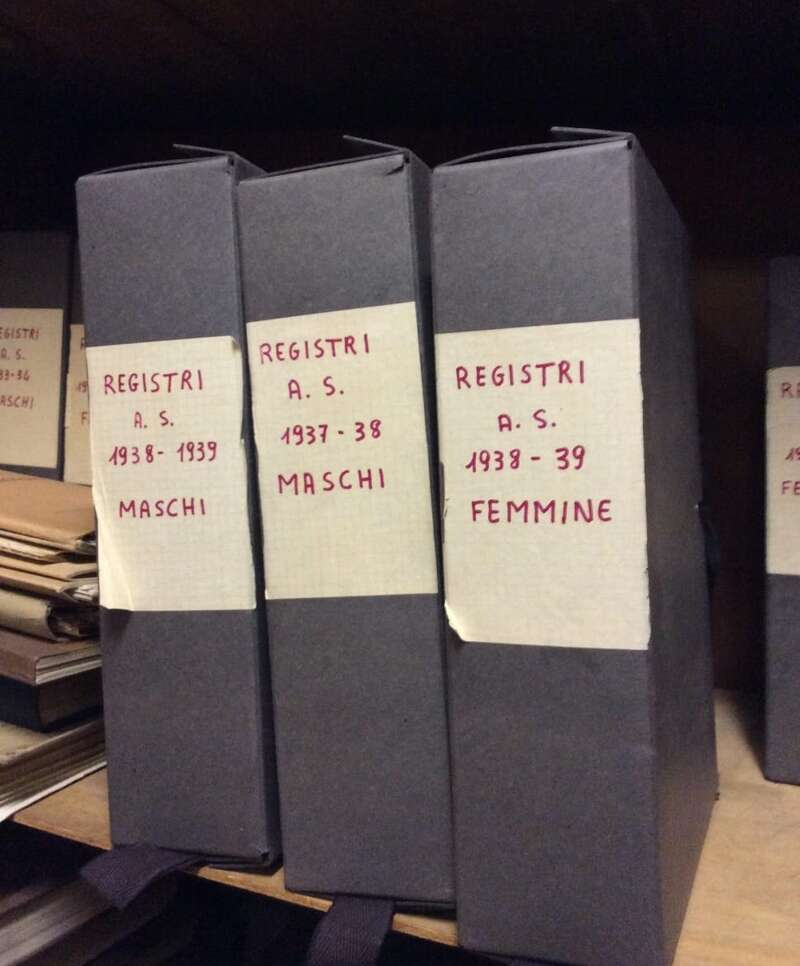 REGISTRI
A. S.
1938-1939
MASCHI
REGISTRI
A. S.
1937-38
MASCHI
REGISTRI
A. S.
1938-39
FEMMINE
A. S.